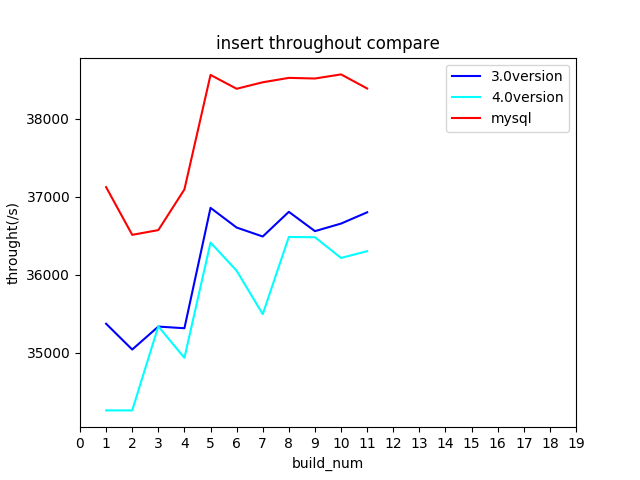 insert throughout compare
3.0version
4.0version
mysql
throught(/s)
38000
37000
36000
35000
0 1 2 3 4 5 6 7 8 9 10 11 12 13 14 15 16 17 18 19
build_num